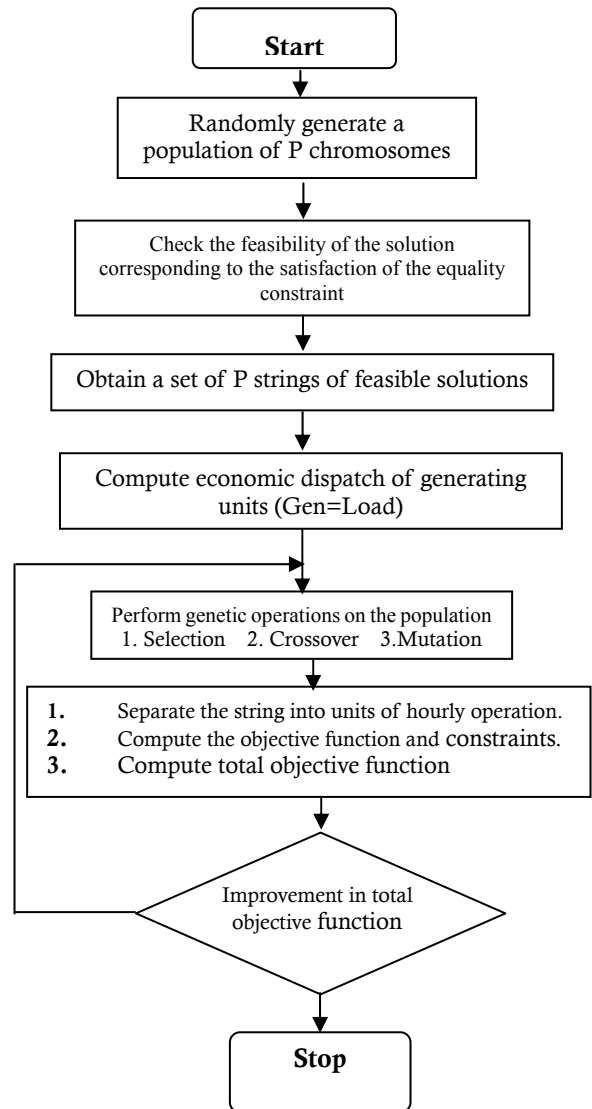 Start
Randomly generate a
population of P chromosomes
Check the feasibility of the solution
corresponding to the satisfaction of the equality
constraint
Obtain a set of P strings of feasible solutions
Compute economic dispatch of generating
units (Gen=Load)
Perform genetic operations on the population
1. Selection 2. Crossover 3.Mutation
1. Separate the string into units of hourly operation.
2. Compute the objective function and constraints.
3. Compute total objective function
Improvement in total
objective function
Stop